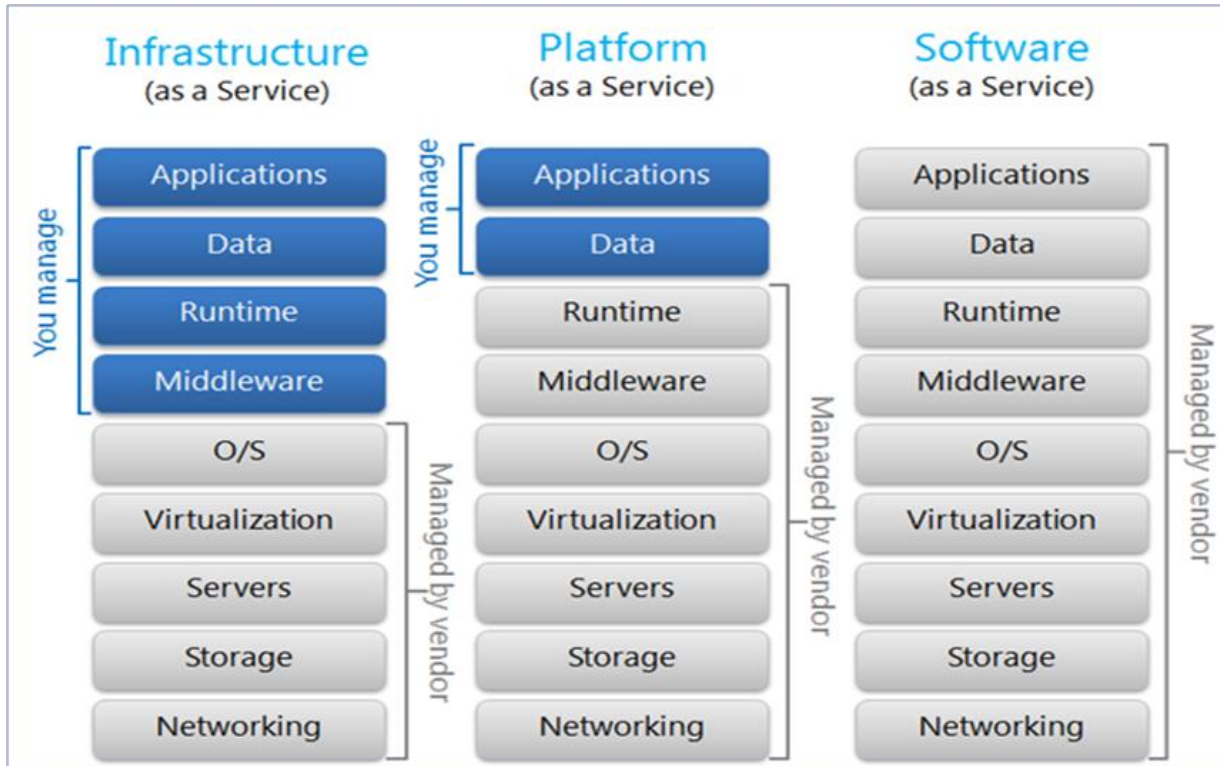 Infrastructure
(as a Service)
You manage
Applications
Data
Runtime
Middleware
O/S
Virtualization
Servers
Storage
Networking
Managed by vendor
Platform
(as a Service)
You manage
Applications
Data
Runtime
Middleware
O/S
Virtualization
Servers
Storage
Networking
Managed by vendor
Software
(as a Service)
Applications
Data
Runtime
Middleware
O/S
Virtualization
Servers
Storage
Networking
Managed by vendor